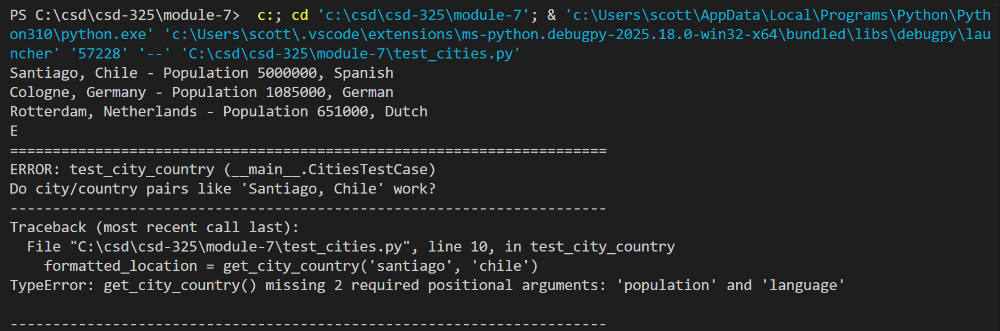 PS C:\csd\csd-325\module-7>  c:; cd 'c:\csd\csd-325\module-7'; & 'c:\Users\scott\AppData\Local\Programs\Python\Pyth
on310\python.exe' 'c:\Users\scott\.vscode\extensions\ms-python.debugpy-2025.18.0-win32-x64\bundled\libs\debugpy\lau
ncher' '57228' '--' 'C:\csd\csd-325\module-7\test_cities.py'
Santiago, Chile - Population 5000000, Spanish
Cologne, Germany - Population 1085000, German
Rotterdam, Netherlands - Population 651000, Dutch
E
======================================================================
ERROR: test_city_country (__main__.CitiesTestCase)
Do city/country pairs like 'Santiago, Chile' work?
----------------------------------------------------------------------
Traceback (most recent call last):
  File "C:\csd\csd-325\module-7\test_cities.py", line 10, in test_city_country
    formatted_location = get_city_country('santiago', 'chile')
TypeError: get_city_country() missing 2 required positional arguments: 'population' and 'language'

----------------------------------------------------------------------